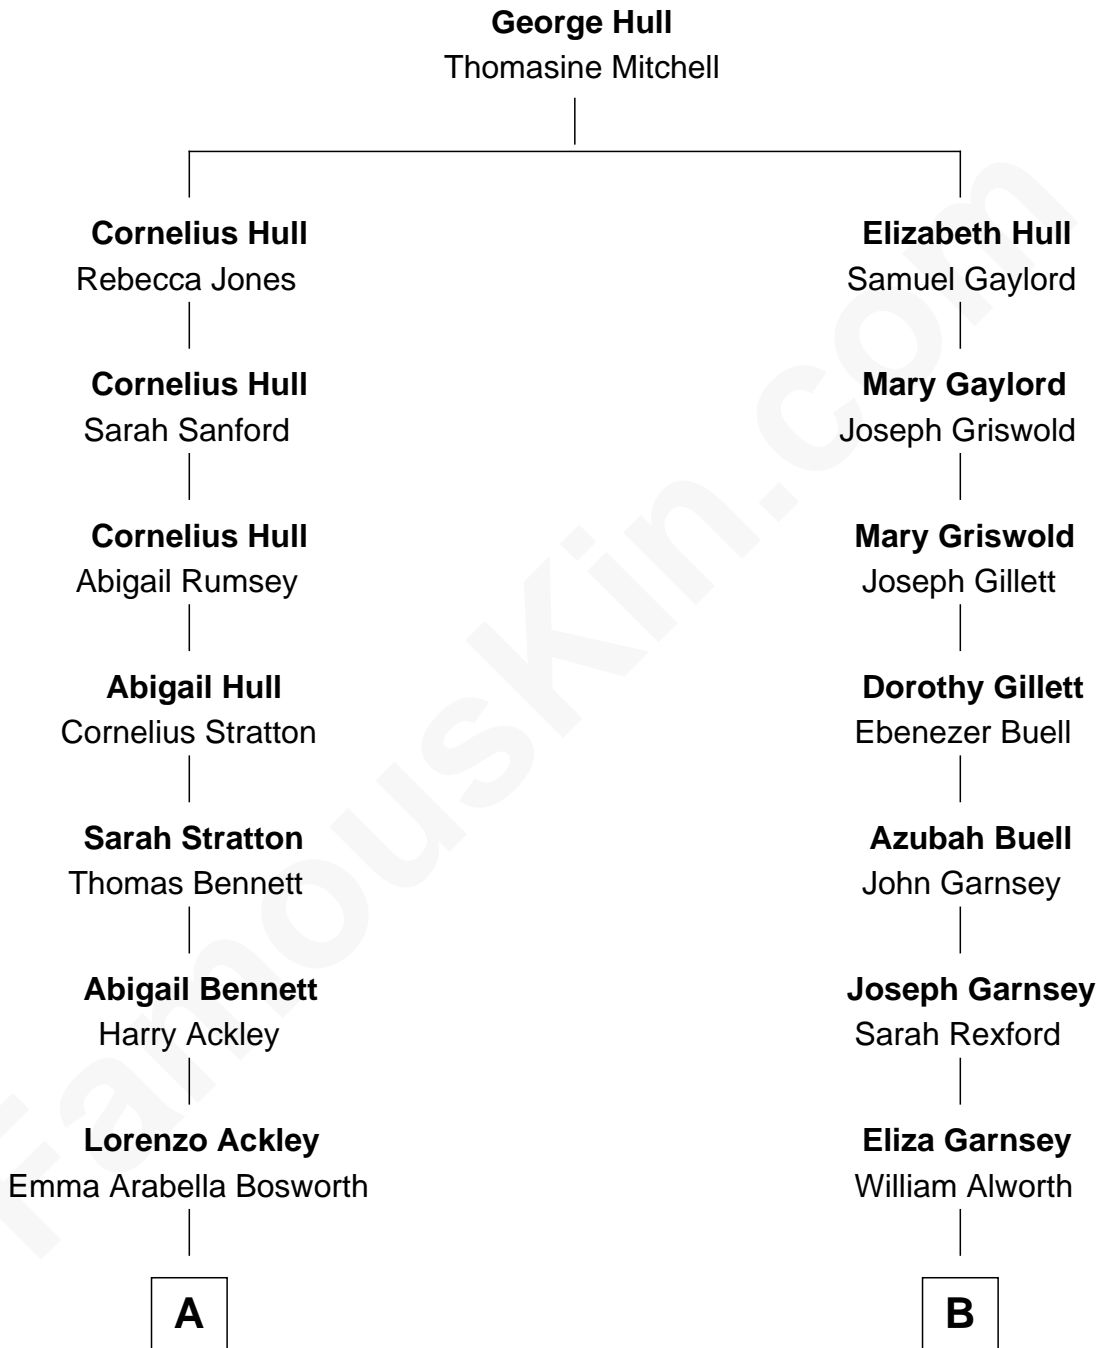 George Hull
Thomasine Mitchell
Cornelius Hull
Rebecca Jones
Elizabeth Hull
Samuel Gaylord
Cornelius Hull
Sarah Sanford
Mary Gaylord
Joseph Griswold
Cornelius Hull
Abigail Rumsey
Mary Griswold
Joseph Gillett
Abigail Hull
Cornelius Stratton
Dorothy Gillett
Ebenezer Buell
Sarah Stratton
Thomas Bennett
Azubah Buell
John Garnsey
Abigail Bennett
Harry Ackley
Joseph Garnsey
Sarah Rexford
Lorenzo Ackley
Emma Arabella Bosworth
Eliza Garnsey
William Alworth
A
B
FamousKin.com